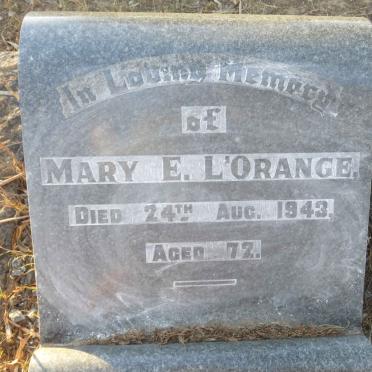 In Loving Memory
of
MARY E. L'ORANGE.
DIED 24TH AUG. 1943.
AGED 72.